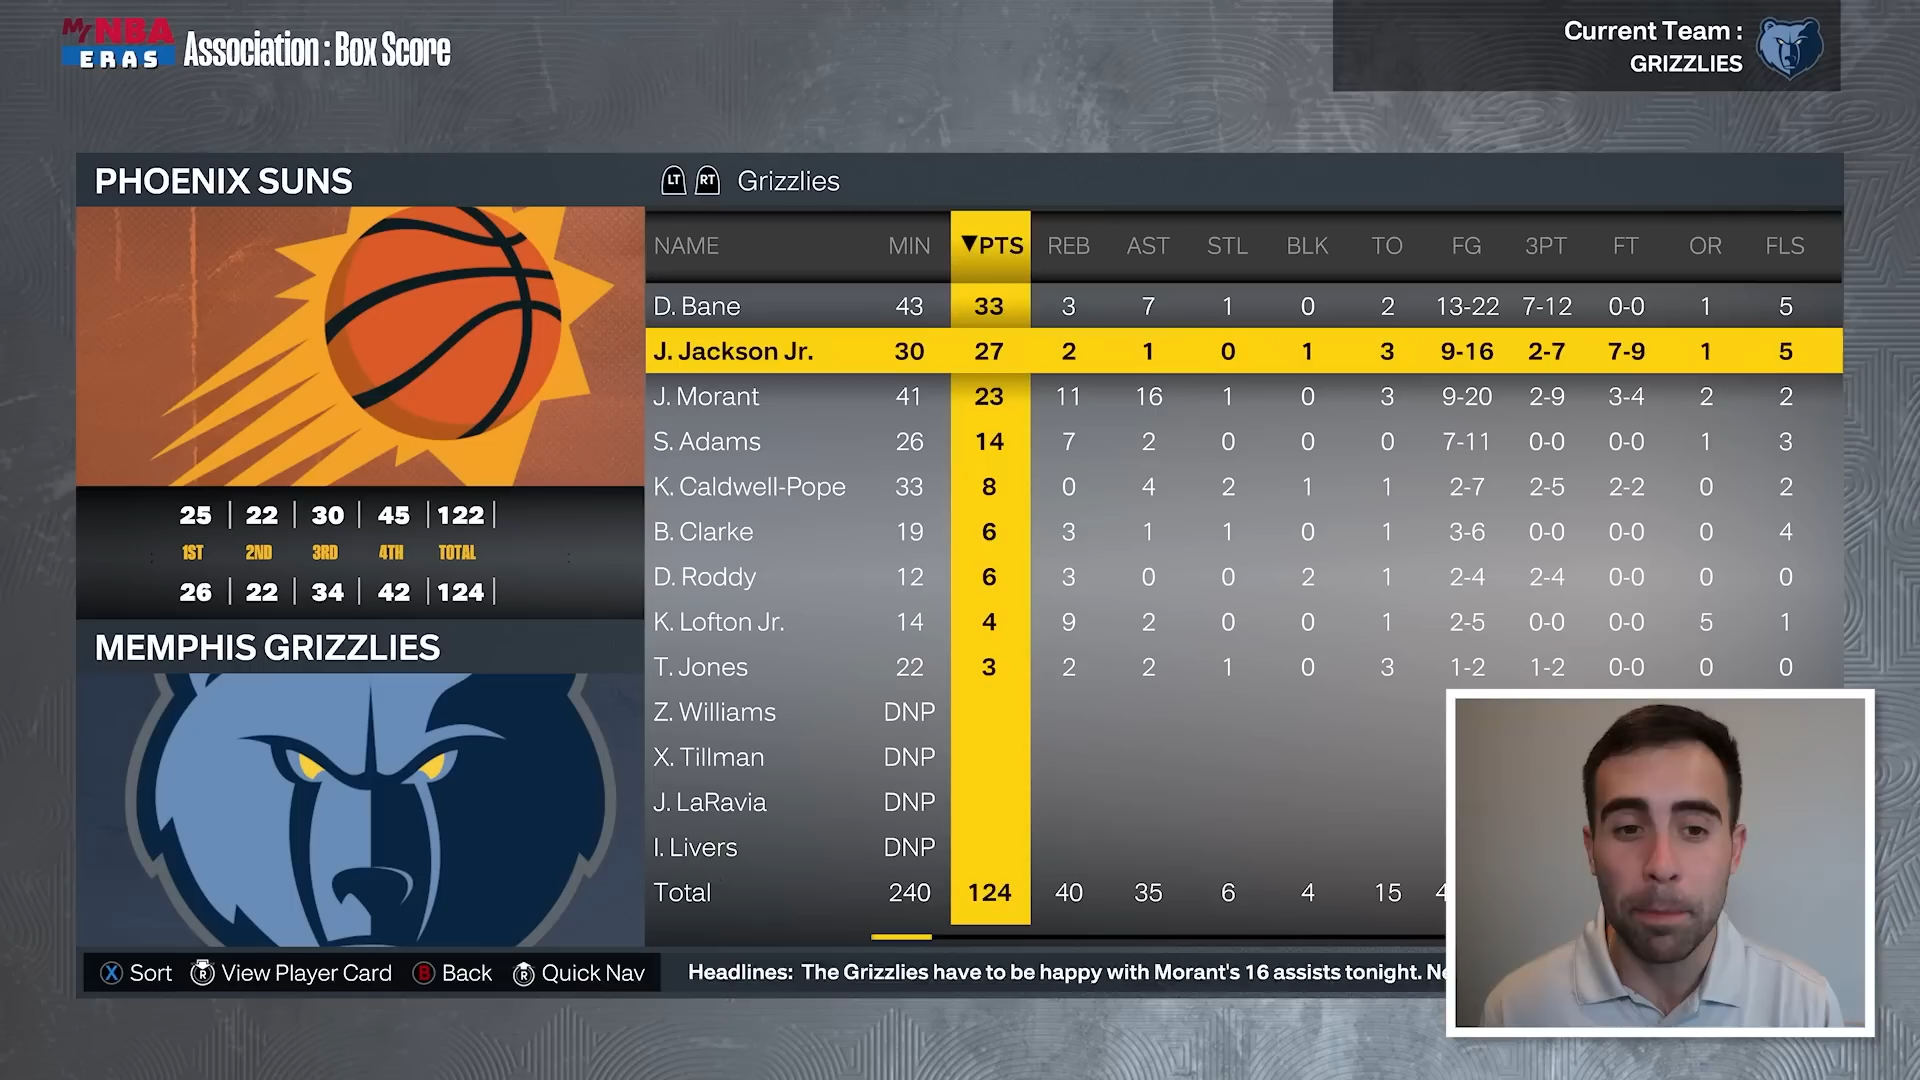 My NBA
ERAS
Association : Box Score
Current Team :
GRIZZLIES
PHOENIX SUNS
25 | 22 | 30 | 45 | 122 |
1ST 2ND 3RD 4TH TOTAL
26 | 22 | 34 | 42 | 124 |
MEMPHIS GRIZZLIES
LT RT Grizzlies
NAME MIN ▼PTS REB AST STL BLK TO FG 3PT FT OR FLS
D. Bane 43 33 3 7 1 0 2 13-22 7-12 0-0 1 5
J. Jackson Jr. 30 27 2 1 0 1 3 9-16 2-7 7-9 1 5
J. Morant 41 23 11 16 1 0 3 9-20 2-9 3-4 2 2
S. Adams 26 14 7 2 0 0 0 7-11 0-0 0-0 1 3
K. Caldwell-Pope 33 8 0 4 2 1 1 2-7 2-5 2-2 0 2
B. Clarke 19 6 3 1 1 0 1 3-6 0-0 0-0 0 4
D. Roddy 12 6 3 0 0 2 1 2-4 2-4 0-0 0 0
K. Lofton Jr. 14 4 9 2 0 0 1 2-5 0-0 0-0 5 1
T. Jones 22 3 2 2 1 0 3 1-2 1-2 0-0 0 0
Z. Williams DNP
X. Tillman DNP
J. LaRavia DNP
I. Livers DNP
Total 240 124 40 35 6 4 15 4
X Sort R View Player Card B Back R Quick Nav
Headlines: The Grizzlies have to be happy with Morant's 16 assists tonight. Ne